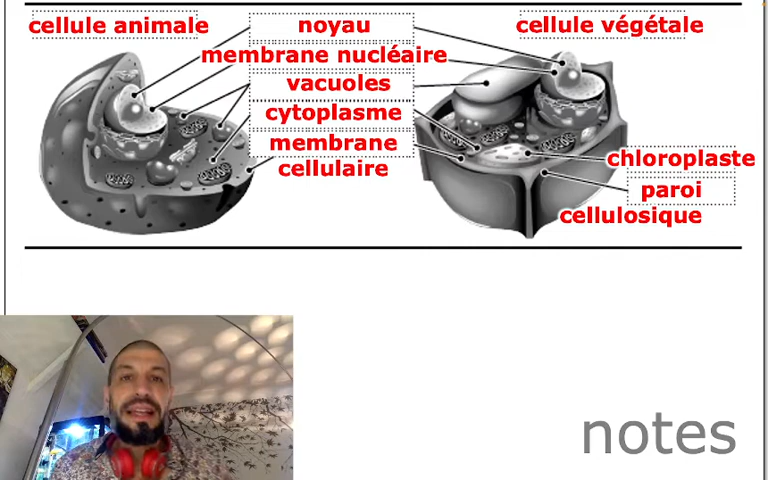 cellule animale
noyau
cellule végétale
membrane nucléaire
vacuoles
cytoplasme
membrane
cellulaire
chloroplaste
paroi
cellulosique
notes